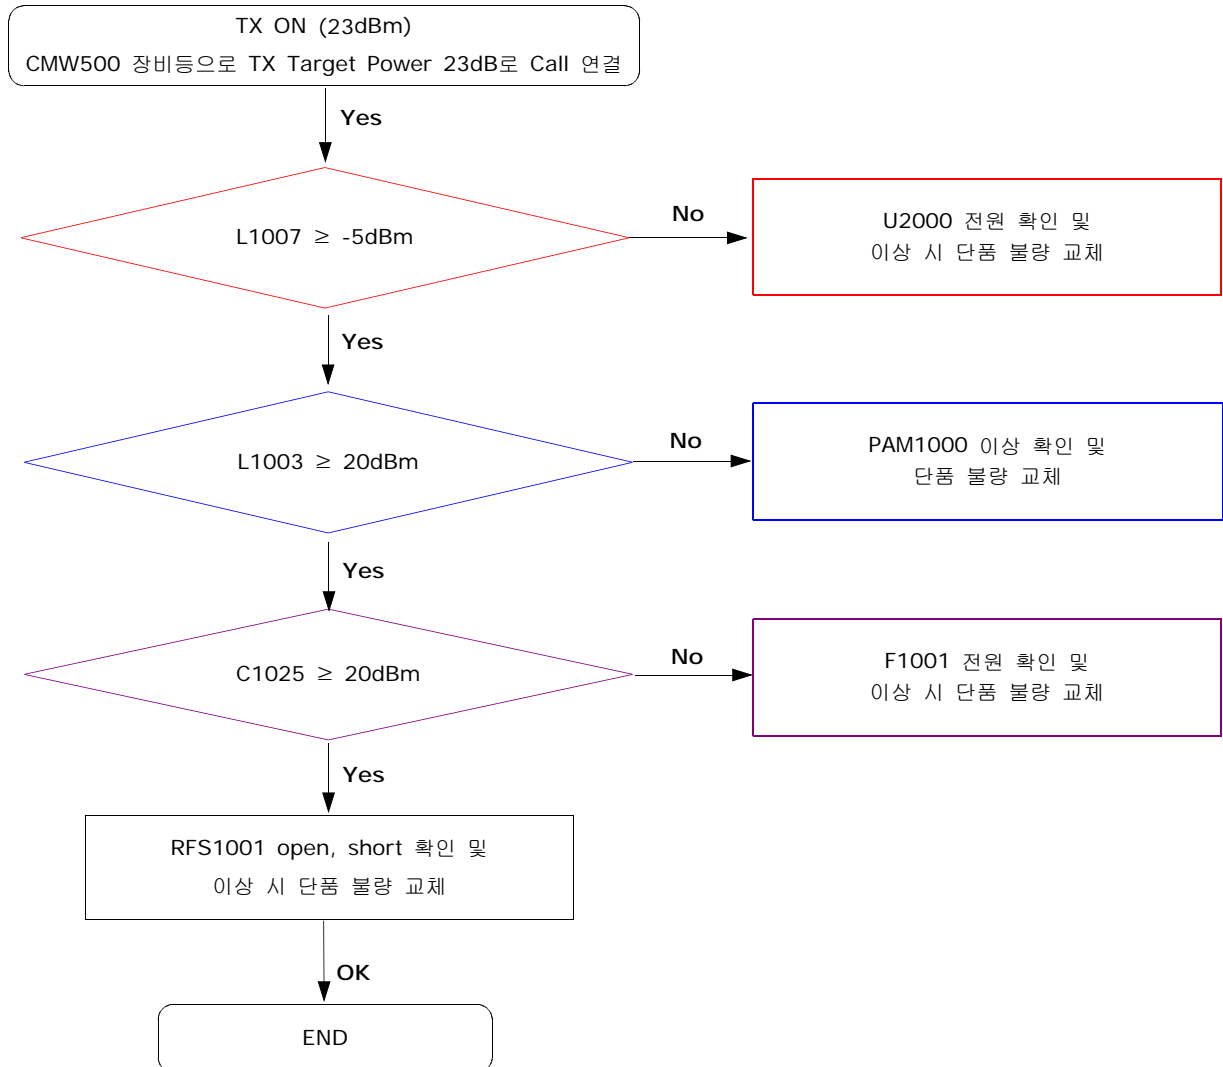 TX ON (23dBm)
CMW500 장비등으로 TX Target Power 23dB로 Call 연결
Yes
L1007 ≥ -5dBm
No
U2000 전원 확인 및
이상 시 단품 불량 교체
Yes
L1003 ≥ 20dBm
No
PAM1000 이상 확인 및
단품 불량 교체
Yes
C1025 ≥ 20dBm
No
F1001 전원 확인 및
이상 시 단품 불량 교체
Yes
RFS1001 open, short 확인 및
이상 시 단품 불량 교체
OK
END